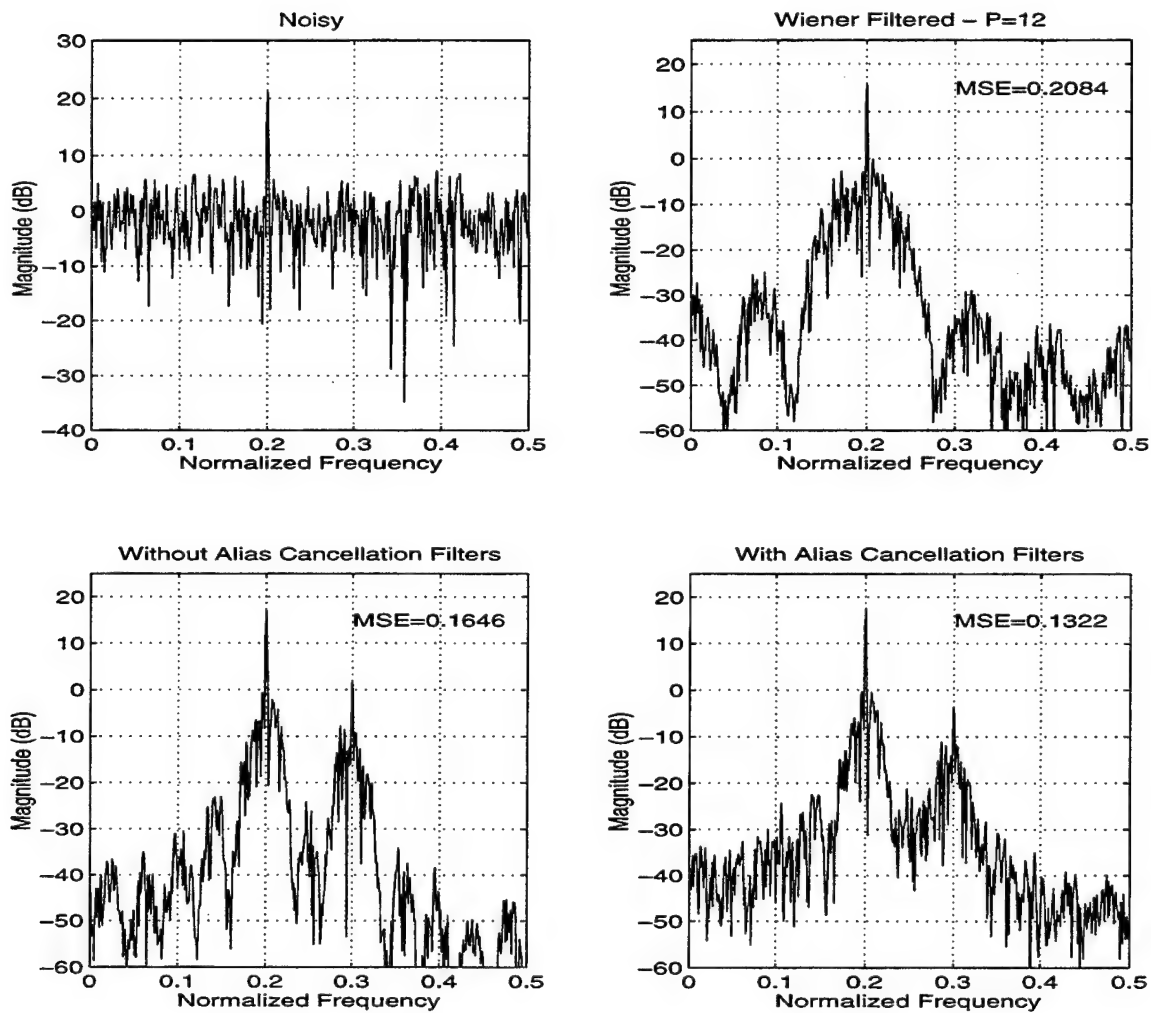 Noisy
30
20
10
0
−10
−20
−30
−40
Magnitude (dB)
0 0.1 0.2 0.3 0.4 0.5
Normalized Frequency
Wiener Filtered − P=12
MSE=0.2084
20
10
0
−10
−20
−30
−40
−50
−60
Magnitude (dB)
0 0.1 0.2 0.3 0.4 0.5
Normalized Frequency
Without Alias Cancellation Filters
MSE=0.1646
20
10
0
−10
−20
−30
−40
−50
−60
Magnitude (dB)
0 0.1 0.2 0.3 0.4 0.5
Normalized Frequency
With Alias Cancellation Filters
MSE=0.1322
20
10
0
−10
−20
−30
−40
−50
−60
Magnitude (dB)
0 0.1 0.2 0.3 0.4 0.5
Normalized Frequency